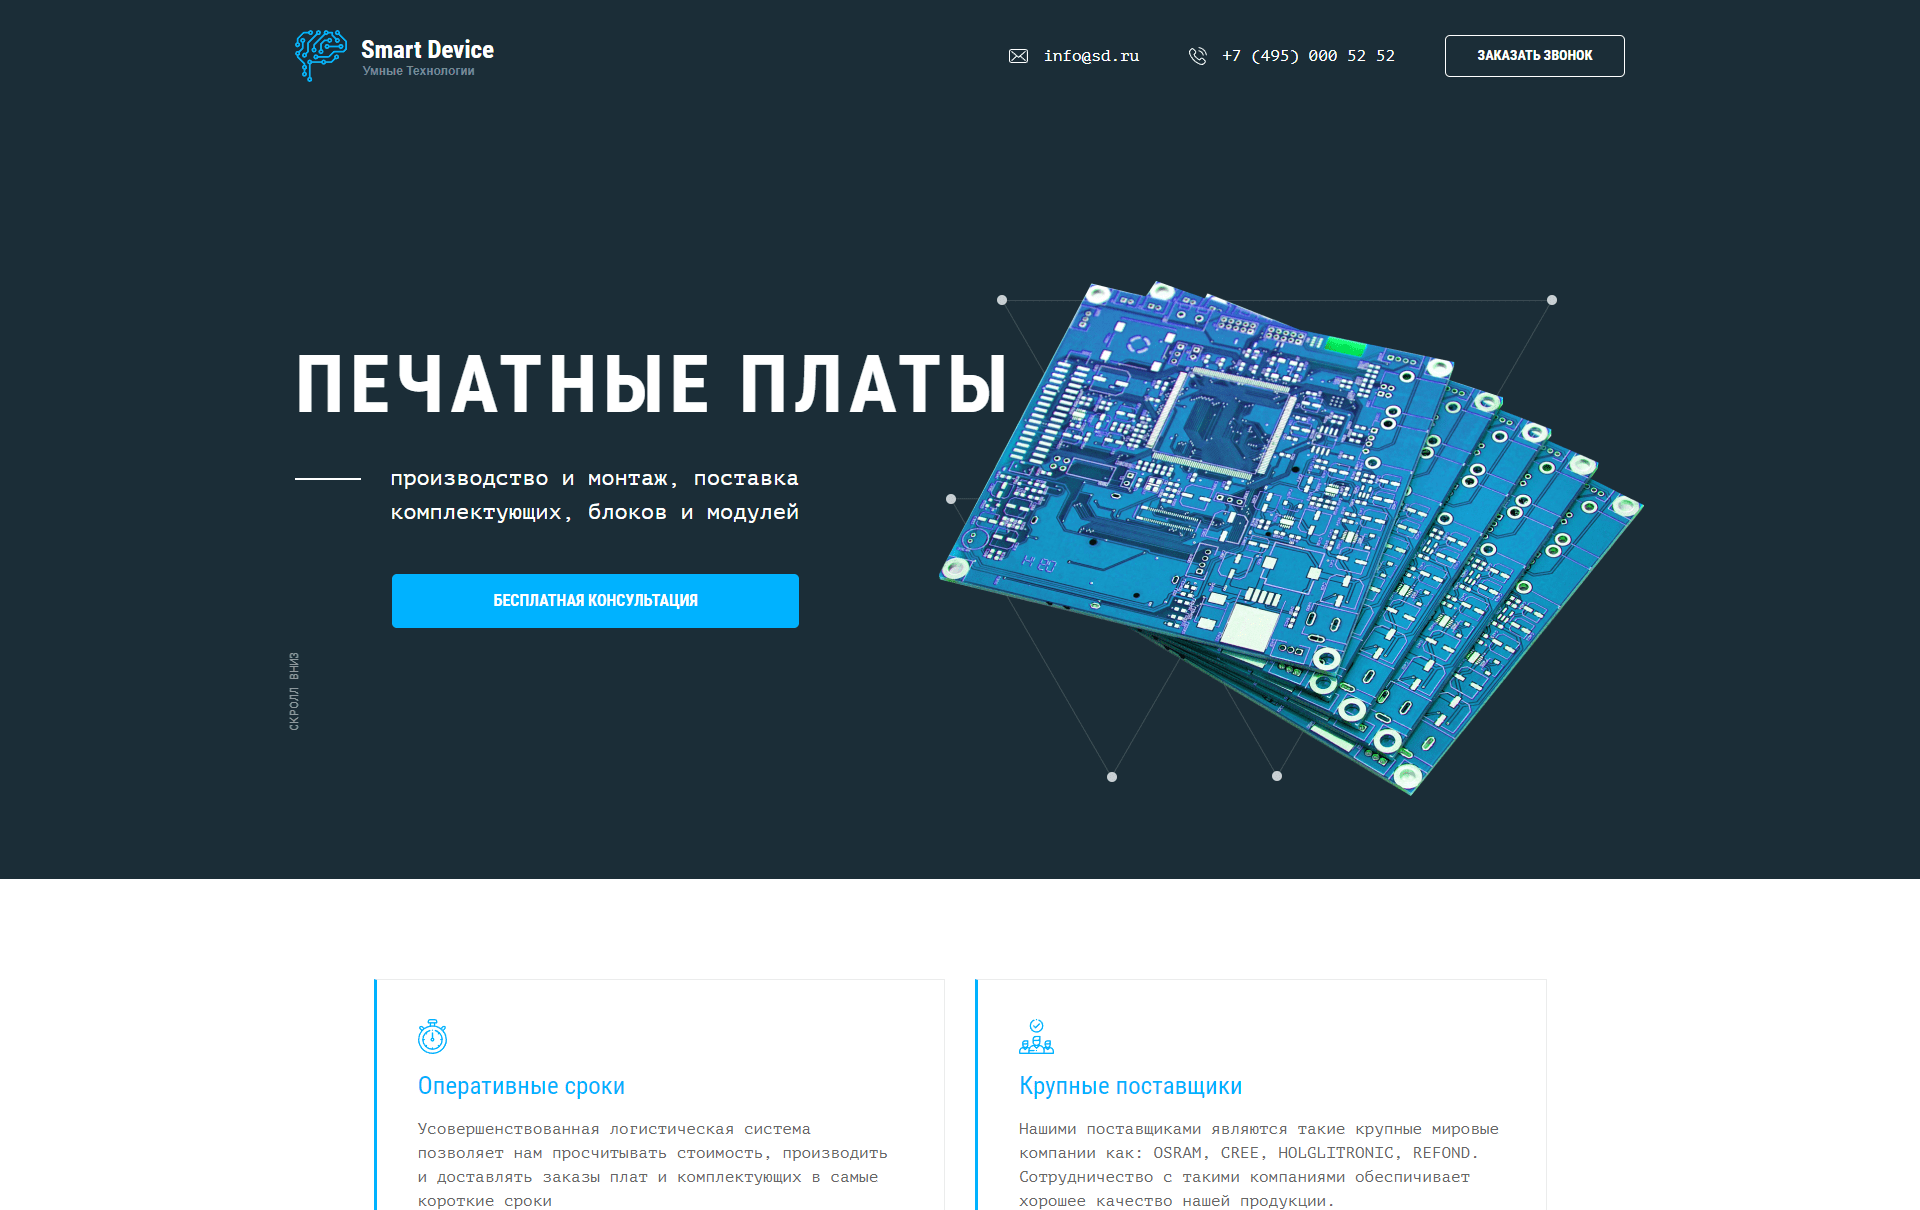 Smart Device
Умные Технологии
info@sd.ru
+7 (495) 000 52 52
ЗАКАЗАТЬ ЗВОНОК
ПЕЧАТНЫЕ ПЛАТЫ
производство и монтаж, поставка
комплектующих, блоков и модулей
БЕСПЛАТНАЯ КОНСУЛЬТАЦИЯ
СКРОЛЛ ВНИЗ
Оперативные сроки
Усовершенствованная логистическая система
позволяет нам просчитывать стоимость, производить
и доставлять заказы плат и комплектующих в самые
короткие сроки
Крупные поставщики
Нашими поставщиками являются такие крупные мировые
компании как: OSRAM, CREE, HOLGLITRONIC, REFOND.
Сотрудничество с такими компаниями обеспичивает
хорошее качество нашей продукции.